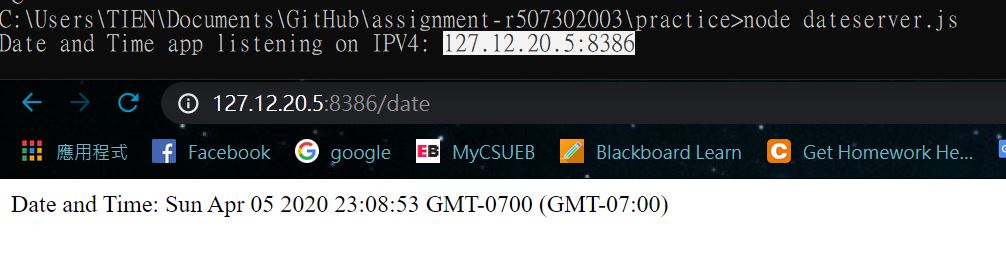 C:\Users\TIEN\Documents\GitHub\assignment-r507302003\practice>node dateserver.js
Date and Time app listening on IPV4: 127.12.20.5:8386
127.12.20.5:8386/date
應用程式 Facebook G google EB MyCSUEB Blackboard Learn C Get Homework He... G
Date and Time: Sun Apr 05 2020 23:08:53 GMT-0700 (GMT-07:00)